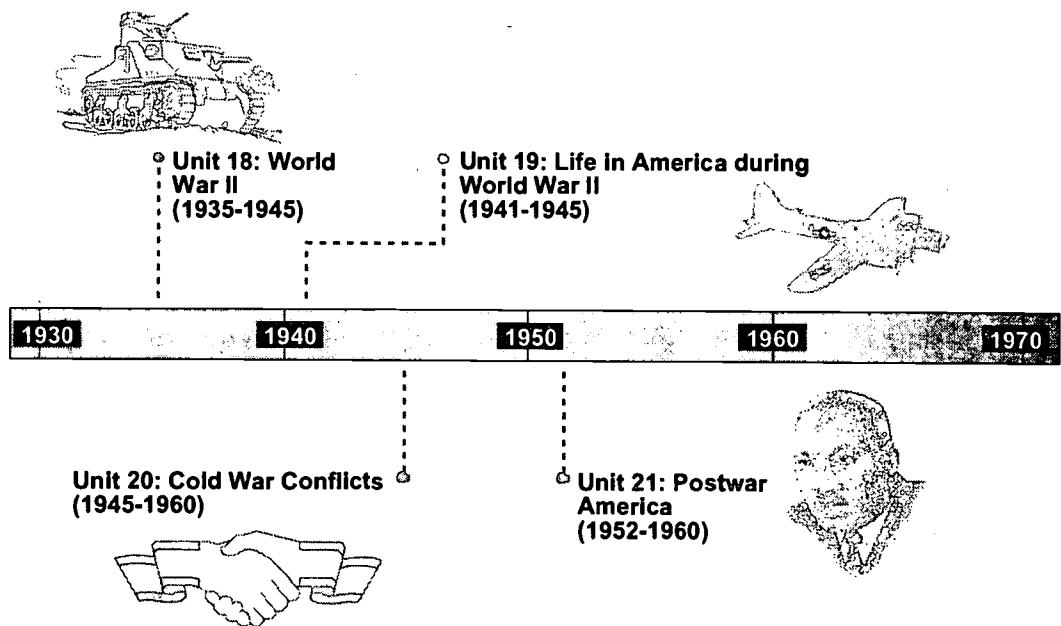 Unit 18: World
War II
(1935-1945)
Unit 19: Life in America during
World War II
(1941-1945)
1930
1940
1950
1960
1970
Unit 20: Cold War Conflicts
(1945-1960)
Unit 21: Postwar
America
(1952-1960)